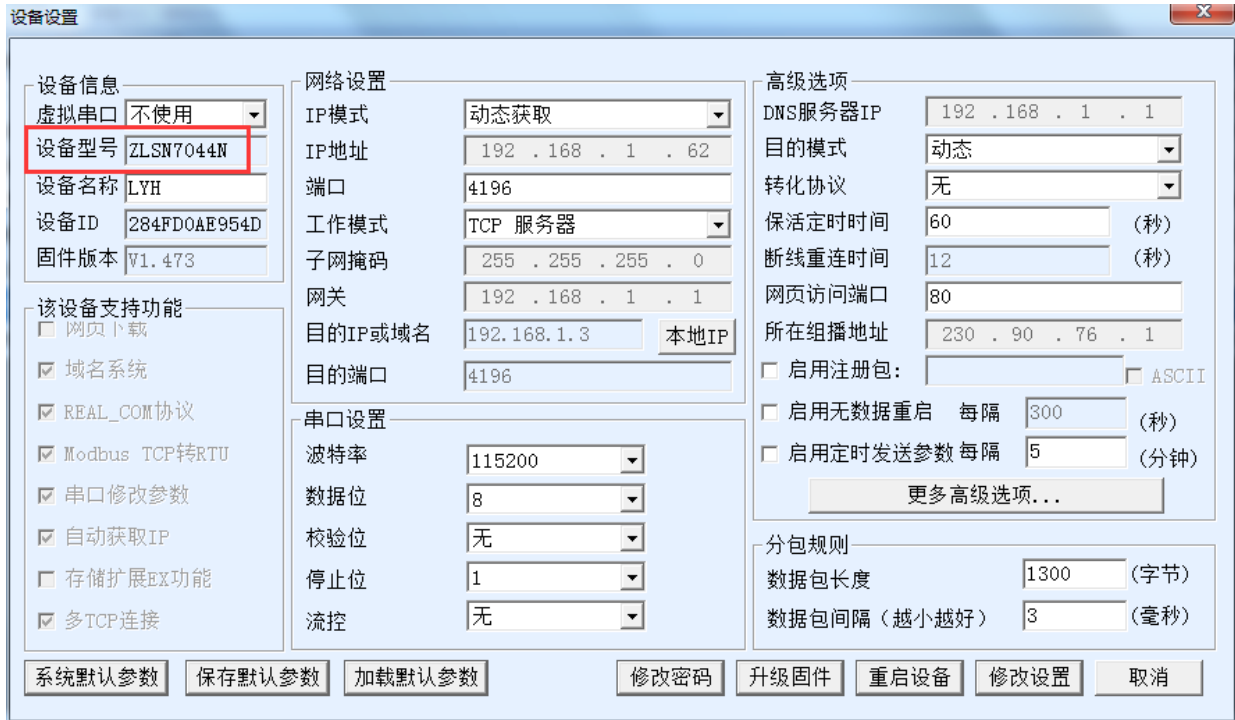 设备设置
设备信息
虚拟串口 不使用
设备型号 ZLSN7044N
设备名称 LYH
设备ID 284FD0AE954D
固件版本 V1.473
该设备支持功能
网页下载
域名系统
REAL_COM协议
Modbus TCP转RTU
串口修改参数
自动获取IP
存储扩展EX功能
多TCP连接
网络设置
IP模式 动态获取
IP地址 192 . 168 . 1 . 62
端口 4196
工作模式 TCP 服务器
子网掩码 255 . 255 . 255 . 0
网关 192 . 168 . 1 . 1
目的IP或域名 192.168.1.3 本地IP
目的端口 4196
串口设置
波特率 115200
数据位 8
校验位 无
停止位 1
流控 无
高级选项
DNS服务器IP 192 . 168 . 1 . 1
目的模式 动态
转化协议 无
保活定时时间 60 (秒)
断线重连时间 12 (秒)
网页访问端口 80
所在组播地址 230 . 90 . 76 . 1
启用注册包: ASCII
启用无数据重启 每隔 300 (秒)
启用定时发送参数 每隔 5 (分钟)
更多高级选项...
分包规则
数据包长度 1300 (字节)
数据包间隔（越小越好） 3 (毫秒)
系统默认参数 保存默认参数 加载默认参数 修改密码 升级固件 重启设备 修改设置 取消